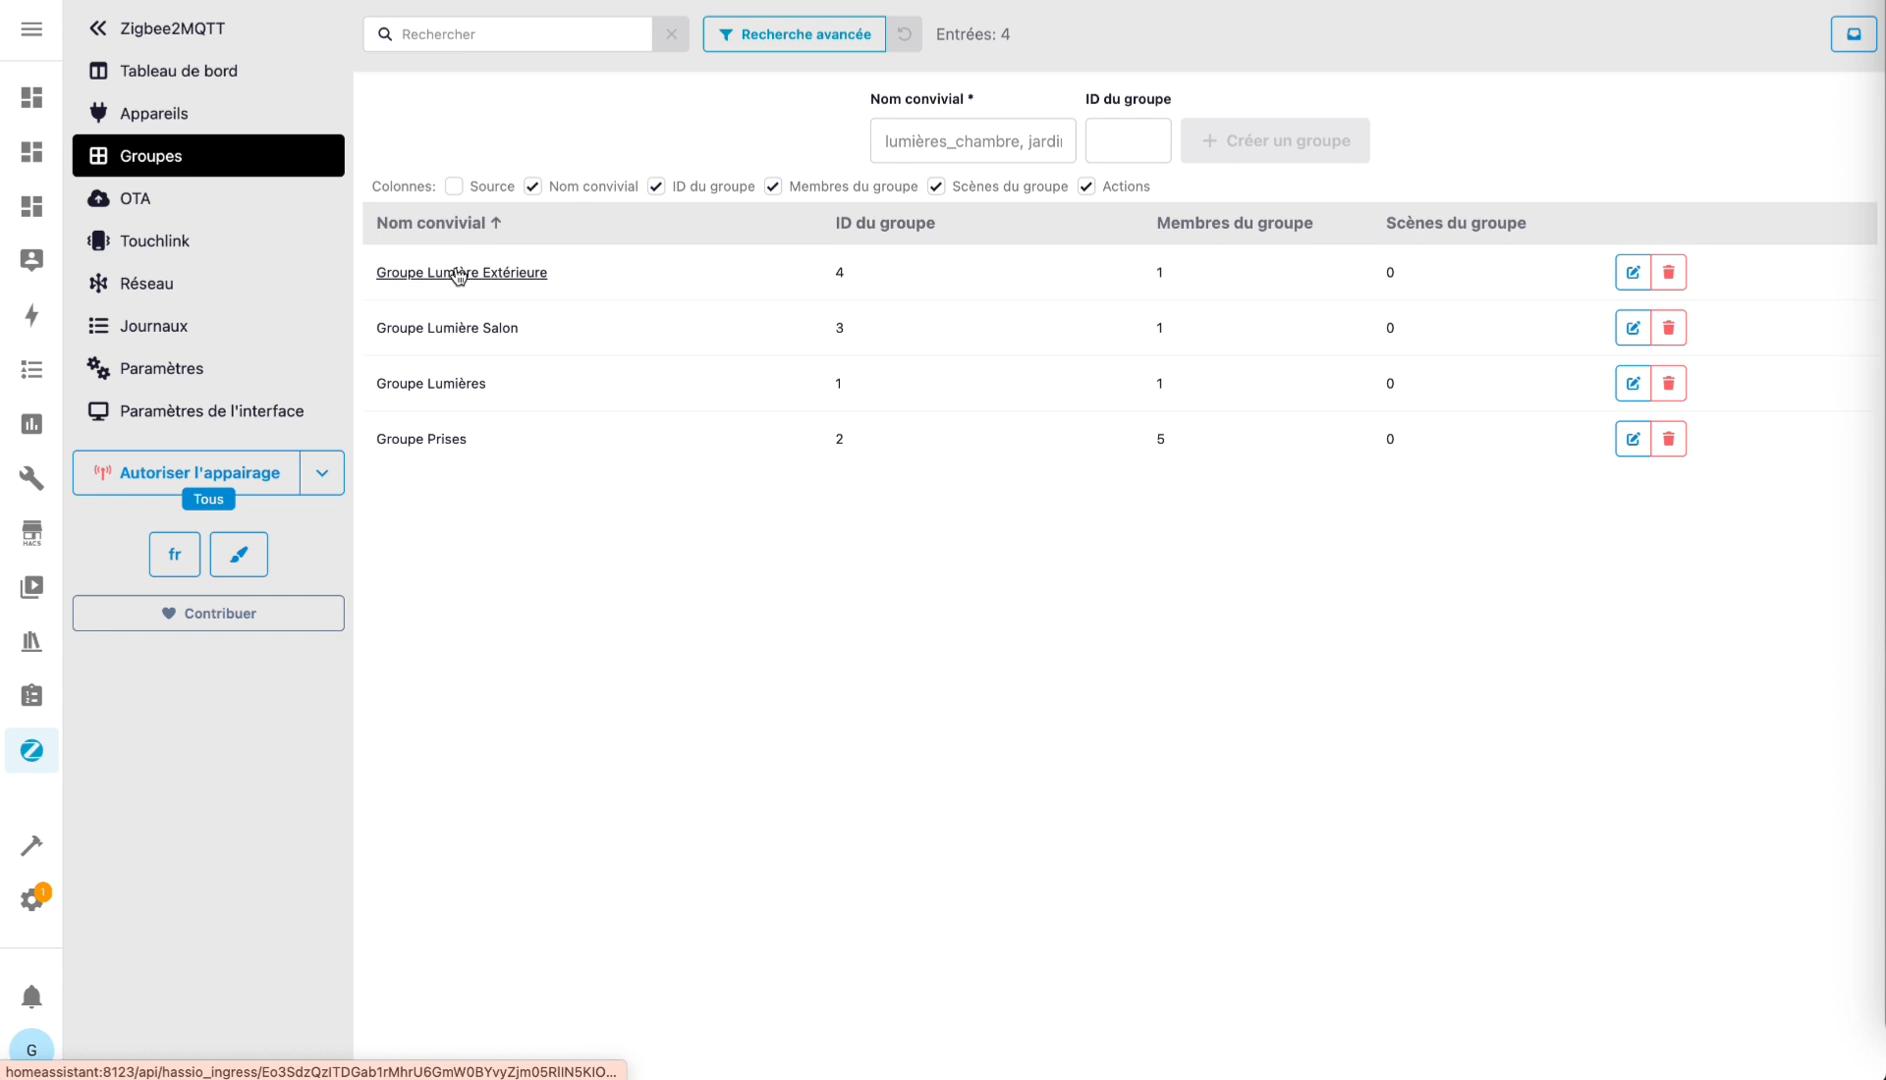 Zigbee2MQTT
Tableau de bord
Appareils
Groupes
OTA
Touchlink
Réseau
Journaux
Paramètres
Paramètres de l'interface
Autoriser l'appairage
Tous
fr
Contribuer
HACS
1
G
Rechercher
Recherche avancée
Entrées: 4
Nom convivial *
ID du groupe
lumières_chambre, jardi
Créer un groupe
Colonnes: Source Nom convivial ID du groupe Membres du groupe Scènes du groupe Actions
Nom convivial ↑ ID du groupe Membres du groupe Scènes du groupe
Groupe Lumière Extérieure 4 1 0
Groupe Lumière Salon 3 1 0
Groupe Lumières 1 1 0
Groupe Prises 2 5 0
homeassistant:8123/api/hassio_ingress/Eo3SdzQzITDGab1rMhrU6GmW0BYvyZjm05RlIN5KIO...